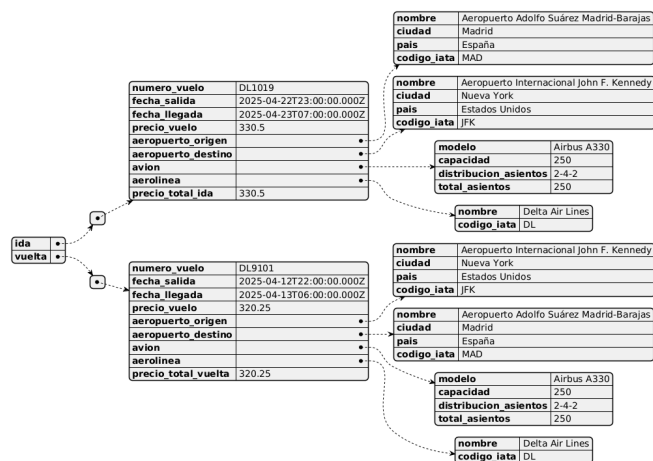 ida
vuelta
numero_vuelo DL1019
fecha_salida 2025-04-22T23:00:00.000Z
fecha_llegada 2025-04-23T07:00:00.000Z
precio_vuelo 330.5
aeropuerto_origen
aeropuerto_destino
avion
aerolinea
precio_total_ida 330.5
nombre Aeropuerto Adolfo Suárez Madrid-Barajas
ciudad Madrid
pais España
codigo_iata MAD
nombre Aeropuerto Internacional John F. Kennedy
ciudad Nueva York
pais Estados Unidos
codigo_iata JFK
modelo Airbus A330
capacidad 250
distribucion_asientos 2-4-2
total_asientos 250
nombre Delta Air Lines
codigo_iata DL
numero_vuelo DL9101
fecha_salida 2025-04-12T22:00:00.000Z
fecha_llegada 2025-04-13T06:00:00.000Z
precio_vuelo 320.25
aeropuerto_origen
aeropuerto_destino
avion
aerolinea
precio_total_vuelta 320.25
nombre Aeropuerto Internacional John F. Kennedy
ciudad Nueva York
pais Estados Unidos
codigo_iata JFK
nombre Aeropuerto Adolfo Suárez Madrid-Barajas
ciudad Madrid
pais España
codigo_iata MAD
modelo Airbus A330
capacidad 250
distribucion_asientos 2-4-2
total_asientos 250
nombre Delta Air Lines
codigo_iata DL